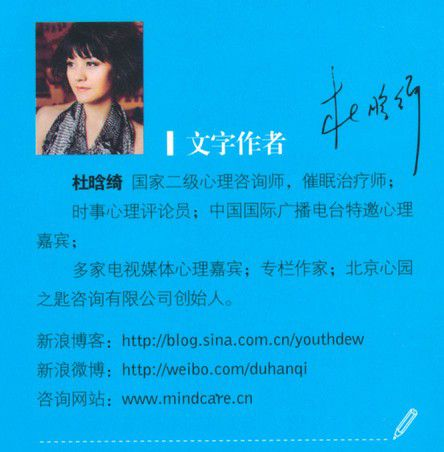 杜晗绮
文字作者
杜晗绮 国家二级心理咨询师，催眠治疗师；
时事心理评论员；中国国际广播电台特邀心理
嘉宾；
多家电视媒体心理嘉宾；专栏作家；北京心园
之匙咨询有限公司创始人。
新浪博客：http://blog.sina.com.cn/youthdew
新浪微博：http://weibo.com/duhanqi
咨询网站：www.mindcare.cn